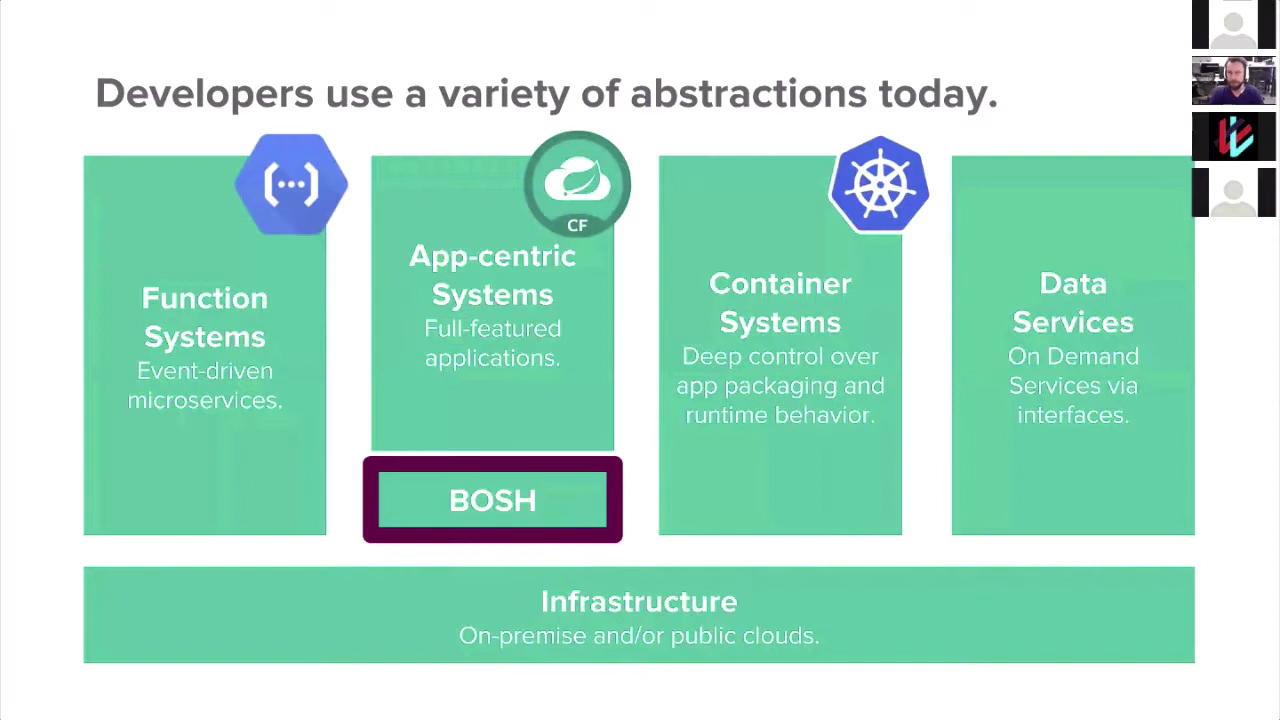 Developers use a variety of abstractions today.
Function
Systems
Event-driven
microservices.
CF
App-centric
Systems
Full-featured
applications.
BOSH
Container
Systems
Deep control over
app packaging and
runtime behavior.
Data
Services
On Demand
Services via
interfaces.
Infrastructure
On-premise and/or public clouds.